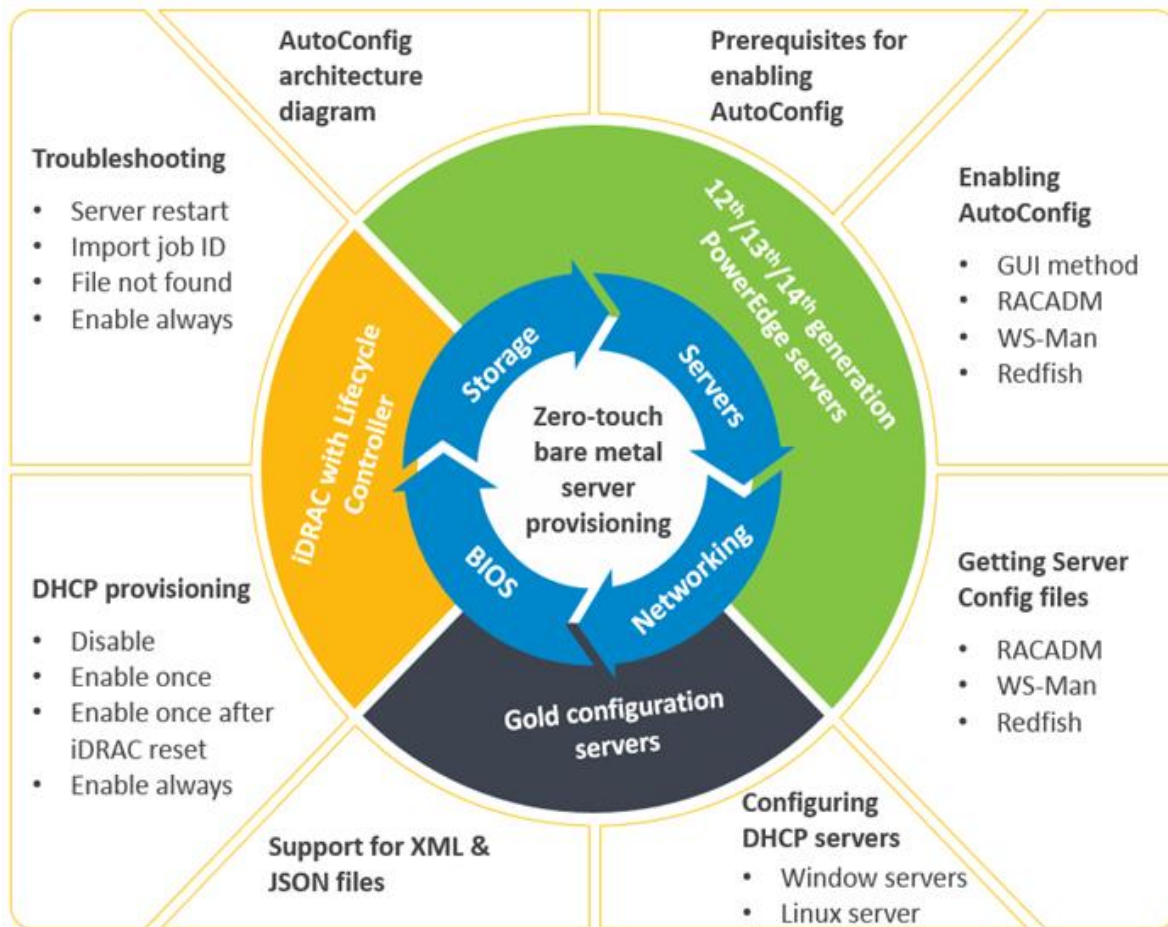 AutoConfig
architecture
diagram
Prerequisites for
enabling
AutoConfig
Troubleshooting
• Server restart
• Import job ID
• File not found
• Enable always
Enabling
AutoConfig
• GUI method
• RACADM
• WS-Man
• Redfish
12th/13th/14th generation
PowerEdge servers
iDRAC with Lifecycle
Controller
Storage
Servers
Networking
BIOS
Zero-touch
bare metal
server
provisioning
Gold configuration
servers
DHCP provisioning
• Disable
• Enable once
• Enable once after
iDRAC reset
• Enable always
Getting Server
Config files
• RACADM
• WS-Man
• Redfish
Support for XML &
JSON files
Configuring
DHCP servers
• Window servers
• Linux server